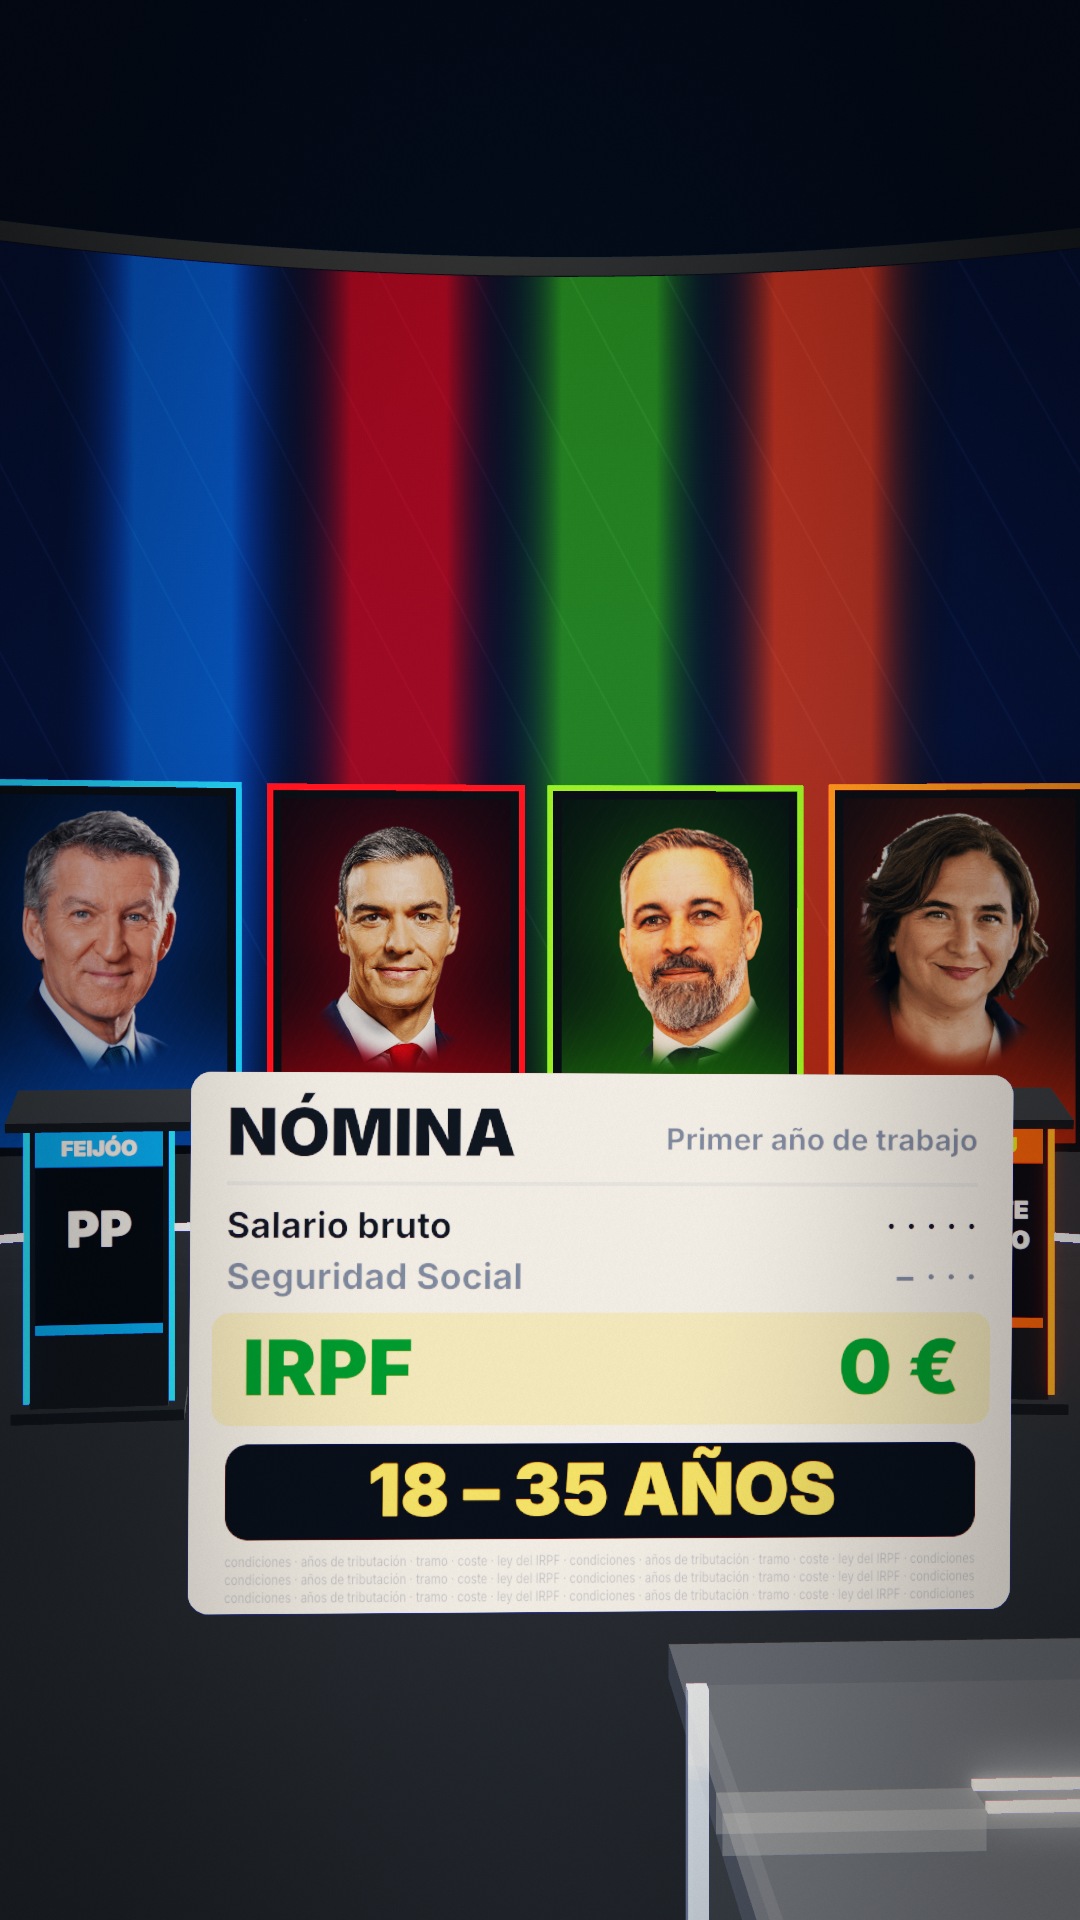 FEIJÓO
PP
NÓMINA
Primer año de trabajo
Salario bruto · · · · ·
Seguridad Social – · · ·
IRPF 0 €
18 – 35 AÑOS
condiciones · años de tributación · tramo · coste · ley del IRPF · condiciones · años de tributación · tramo · coste · ley del IRPF · condiciones
condiciones · años de tributación · tramo · coste · ley del IRPF · condiciones · años de tributación · tramo · coste · ley del IRPF · condiciones
condiciones · años de tributación · tramo · coste · ley del IRPF · condiciones · años de tributación · tramo · coste · ley del IRPF · condiciones